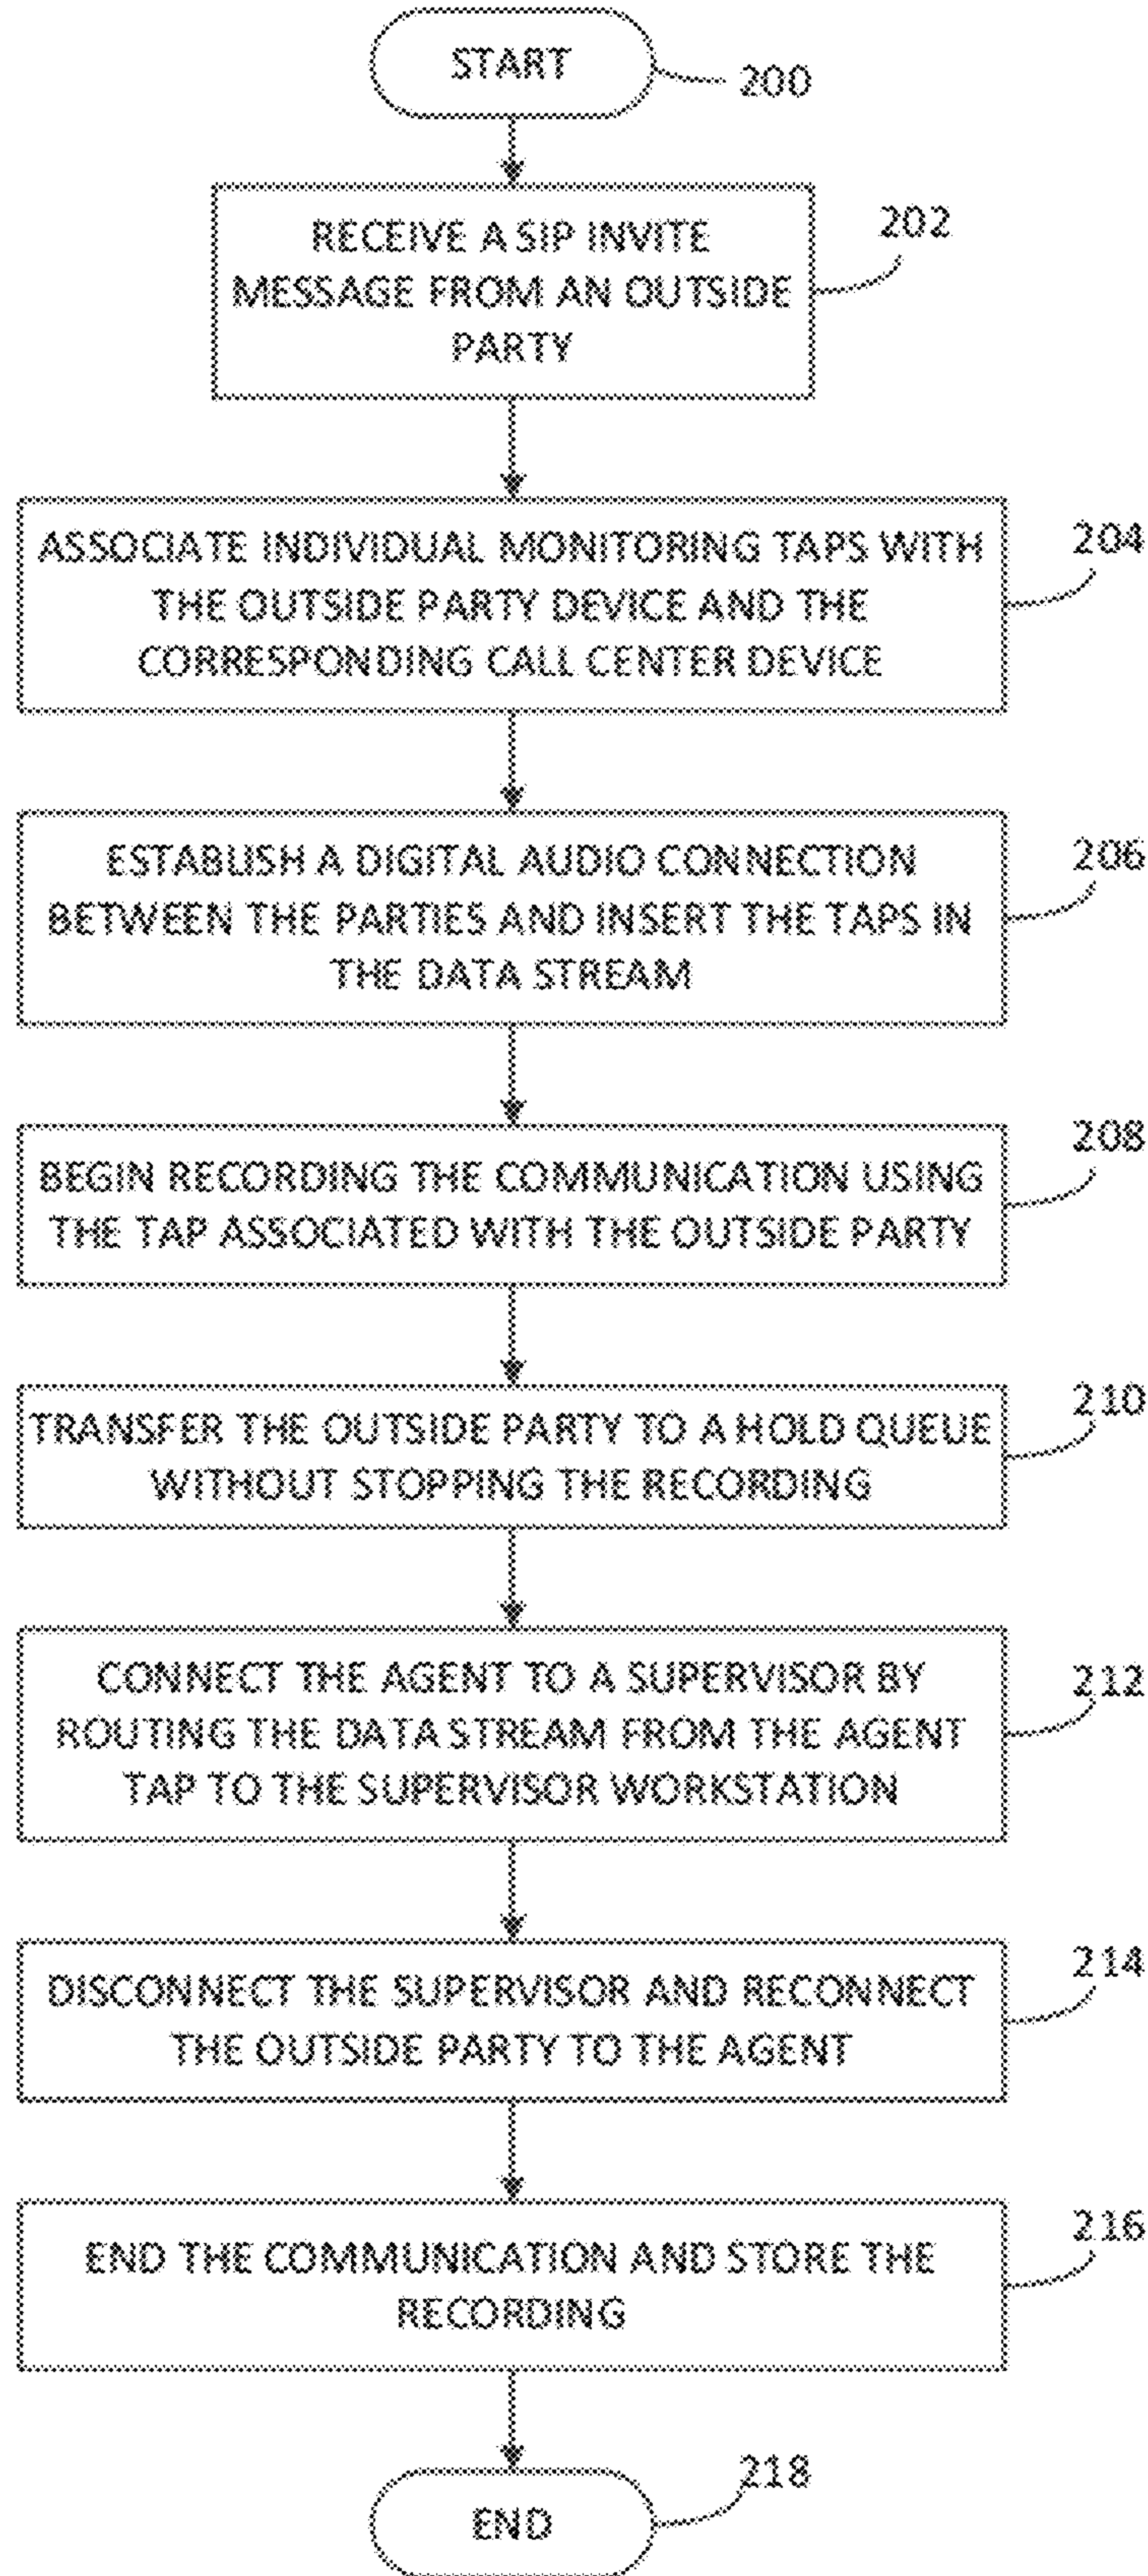 START
200
RECEIVE A SIP INVITE
MESSAGE FROM AN OUTSIDE
PARTY
202
ASSOCIATE INDIVIDUAL MONITORING TAPS WITH
THE OUTSIDE PARTY DEVICE AND THE
CORRESPONDING CALL CENTER DEVICE
204
ESTABLISH A DIGITAL AUDIO CONNECTION
BETWEEN THE PARTIES AND INSERT THE TAPS IN
THE DATA STREAM
206
BEGIN RECORDING THE COMMUNICATION USING
THE TAP ASSOCIATED WITH THE OUTSIDE PARTY
208
TRANSFER THE OUTSIDE PARTY TO A HOLD QUEUE
WITHOUT STOPPING THE RECORDING
210
CONNECT THE AGENT TO A SUPERVISOR BY
ROUTING THE DATA STREAM FROM THE AGENT
TAP TO THE SUPERVISOR WORKSTATION
212
DISCONNECT THE SUPERVISOR AND RECONNECT
THE OUTSIDE PARTY TO THE AGENT
214
END THE COMMUNICATION AND STORE THE
RECORDING
216
END
218